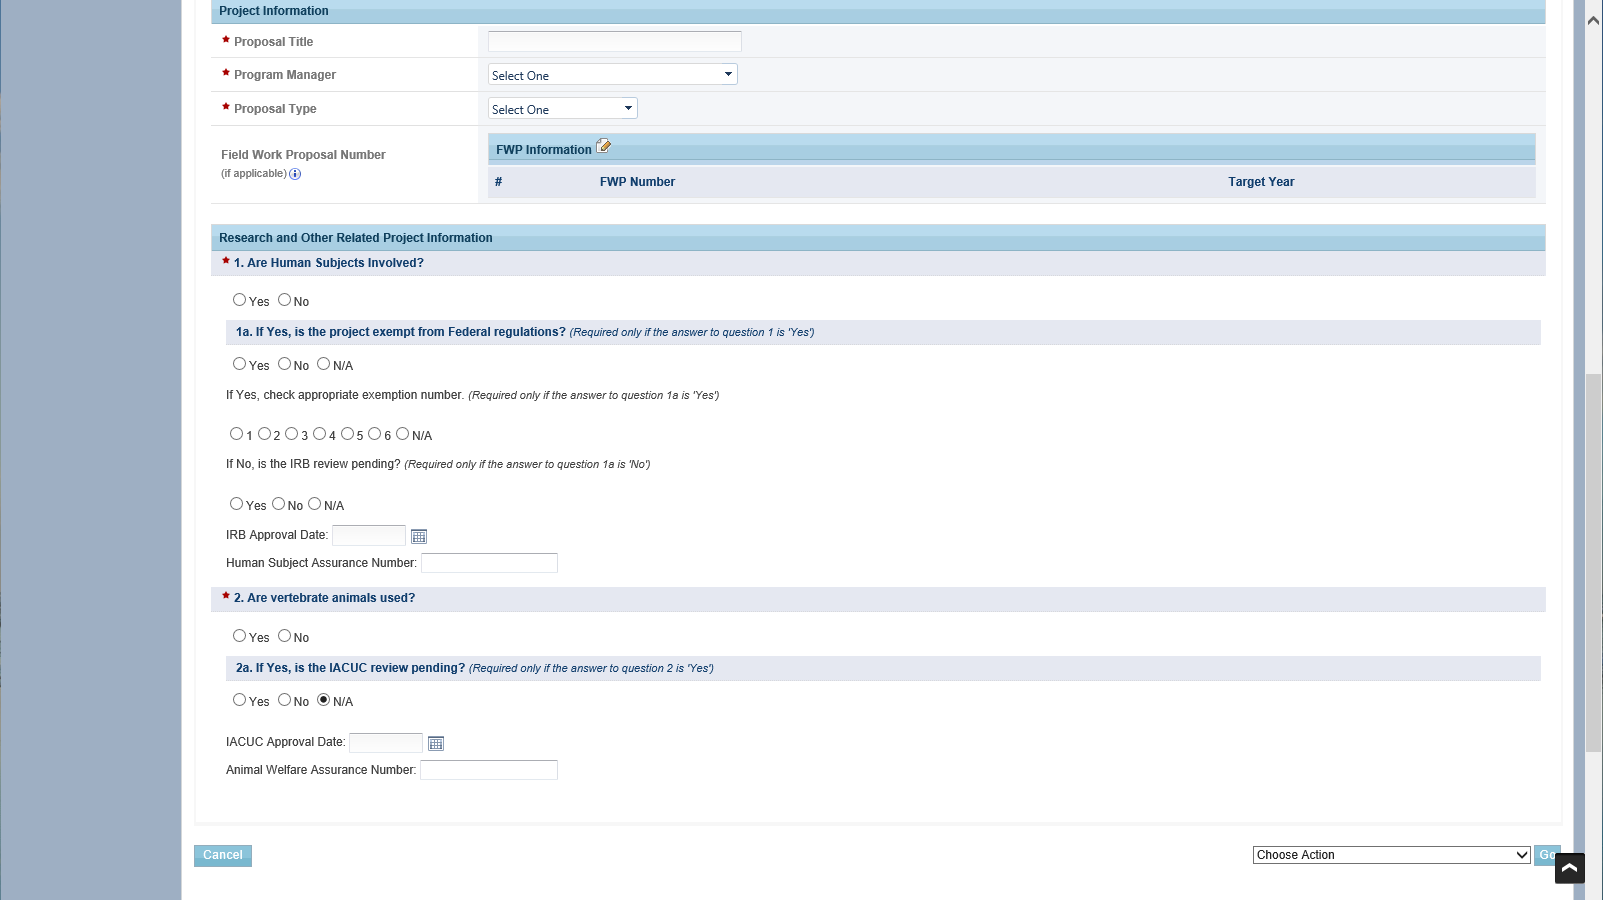 Project Information
* Proposal Title
* Program Manager
Select One
* Proposal Type
Select One
Field Work Proposal Number
(if applicable)
FWP Information
# FWP Number Target Year
Research and Other Related Project Information
* 1. Are Human Subjects Involved?
Yes No
1a. If Yes, is the project exempt from Federal regulations? (Required only if the answer to question 1 is 'Yes')
Yes No N/A
If Yes, check appropriate exemption number. (Required only if the answer to question 1a is 'Yes')
1 2 3 4 5 6 N/A
If No, is the IRB review pending? (Required only if the answer to question 1a is 'No')
Yes No N/A
IRB Approval Date:
Human Subject Assurance Number:
* 2. Are vertebrate animals used?
Yes No
2a. If Yes, is the IACUC review pending? (Required only if the answer to question 2 is 'Yes')
Yes No N/A
IACUC Approval Date:
Animal Welfare Assurance Number:
Cancel
Choose Action
Go